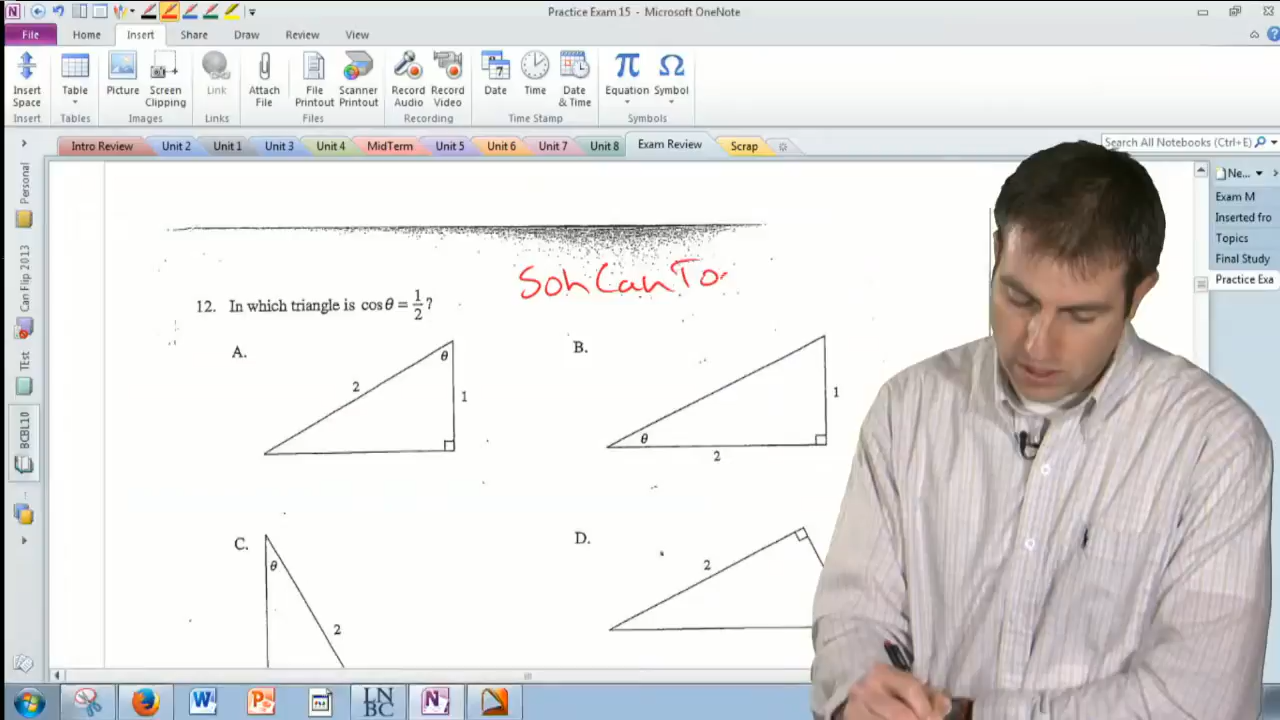 Practice Exam 15 - Microsoft OneNote
File Home Insert Share Draw Review View
Insert Space Table Picture Screen Clipping Link Attach File File Printout Scanner Printout Record Audio Record Video Date Time Date & Time Equation Symbol
Insert Tables Images Links Files Recording Time Stamp Symbols
Intro Review Unit 2 Unit 1 Unit 3 Unit 4 MidTerm Unit 5 Unit 6 Unit 7 Unit 8 Exam Review Scrap
Search All Notebooks (Ctrl+E)
Ne...
Exam M
Inserted fro
Topics
Final Study
Practice Exa
Personal
Can Flip 2013
TEst
BCBL10
SohCahTo
12. In which triangle is cos θ = 1/2?
A.
2
θ
1
B.
θ
1
2
C.
θ
2
D.
2
LN
BC